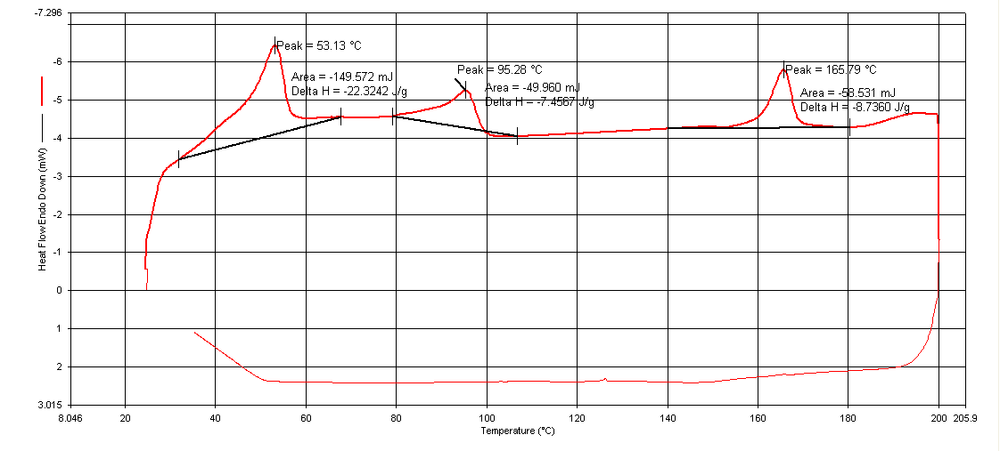 -7.296
Peak = 53.13 °C
-6
Peak = 95.28 °C
Peak = 165.79 °C
Area = -149.572 mJ
Delta H = -22.3242 J/g
Area = -49.960 mJ
Delta H = -7.4567 J/g
Area = -58.531 mJ
Delta H = -8.7360 J/g
-5
-4
-3
-2
-1
0
1
2
3.015
Heat Flow Endo Down (mW)
8.046 20 40 60 80 100 120 140 160 180 200 205.9
Temperature (°C)